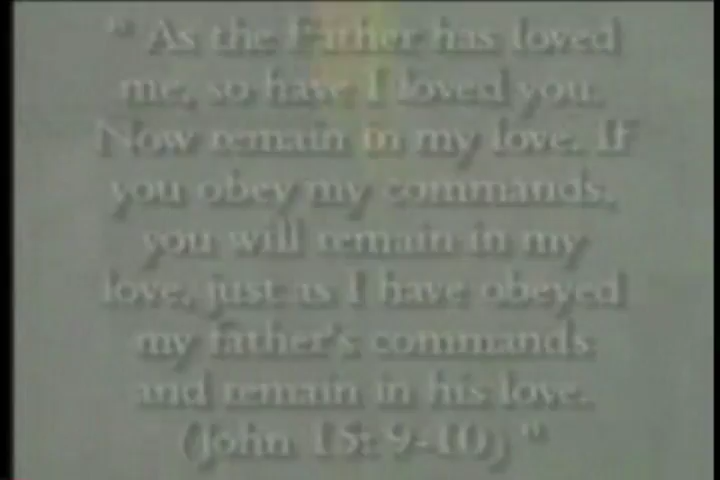 " As the Father has loved
me, so have I loved you.
Now remain in my love. If
you obey my commands,
you will remain in my
love, just as I have obeyed
my father's commands
and remain in his love.
(John 15: 9-10) "